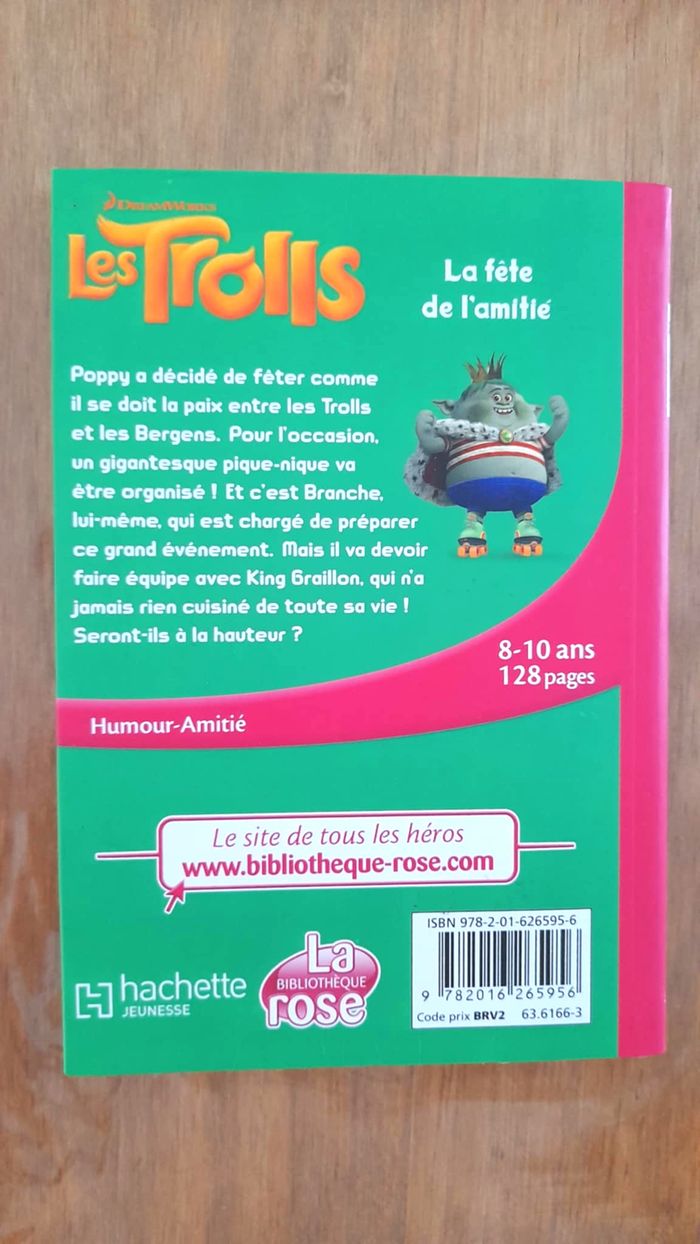 DreamWorks
Les Trolls
La fête
de l'amitié
Poppy a décidé de fêter comme
il se doit la paix entre les Trolls
et les Bergens. Pour l'occasion,
un gigantesque pique-nique va
être organisé ! Et c'est Branche,
lui-même, qui est chargé de préparer
ce grand événement. Mais il va devoir
faire équipe avec King Graillon, qui n'a
jamais rien cuisiné de toute sa vie !
Seront-ils à la hauteur ?
8-10 ans
128 pages
Humour-Amitié
Le site de tous les héros
www.bibliotheque-rose.com
hachette
JEUNESSE
La
BIBLIOTHÈQUE
rose
ISBN 978-2-01-626595-6
9 782016 265956
Code prix BRV2 63.6166-3